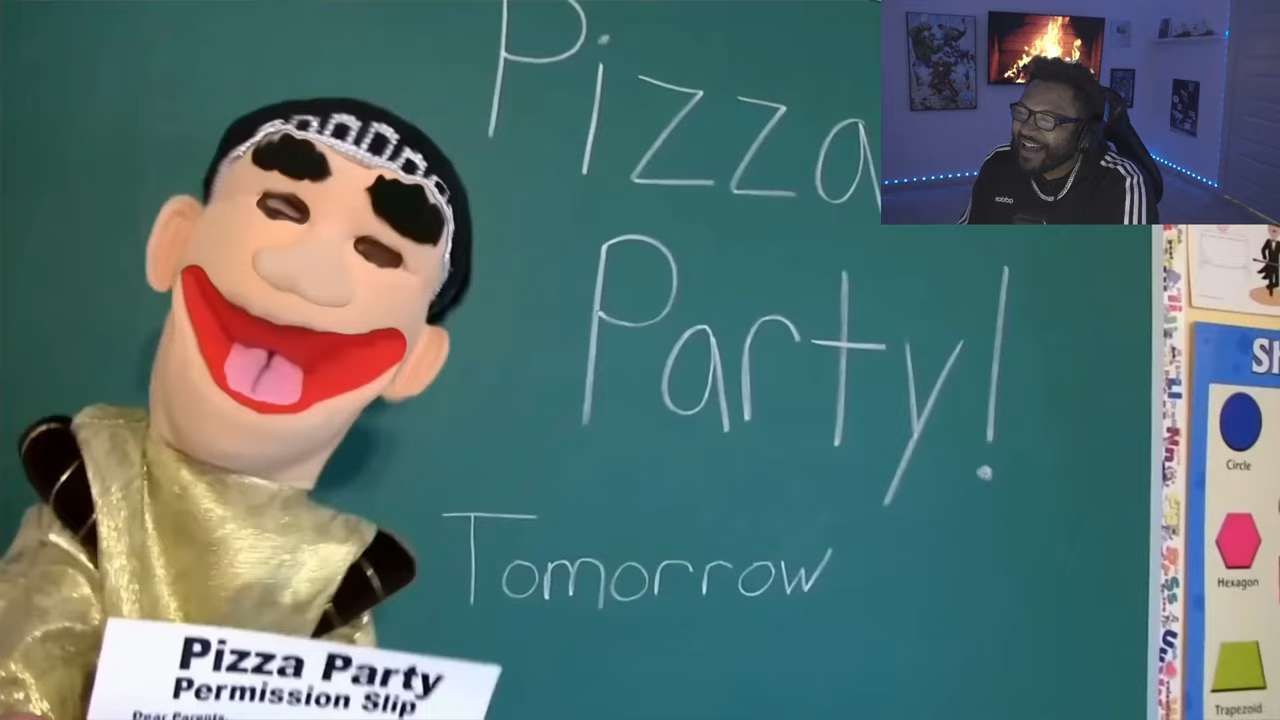 Pizza
Party!
Tomorrow
Pizza Party
Permission Slip
Dear Parents
Circle
Hexagon
Trapezoid